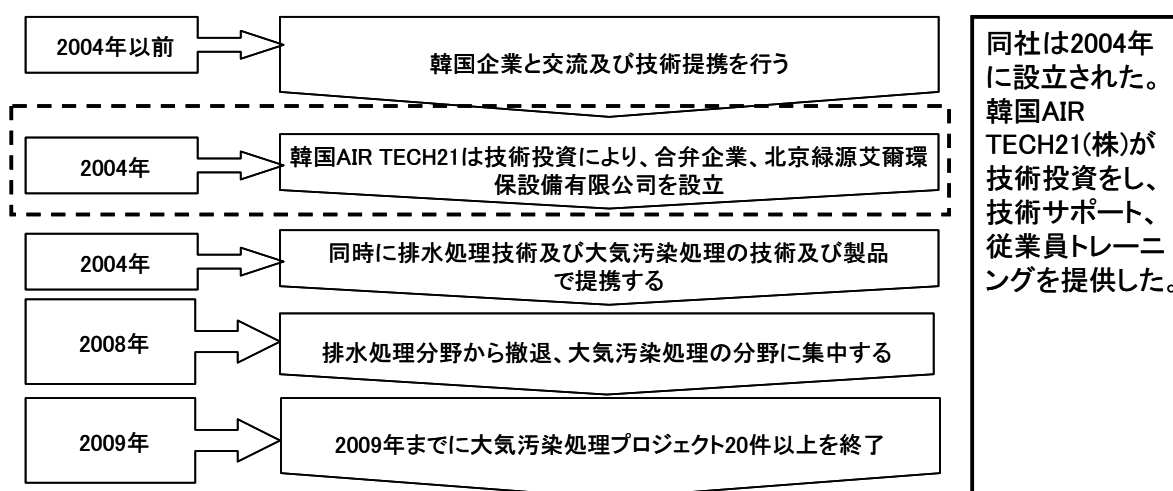 2004年以前
韓国企業と交流及び技術提携を行う
2004年
韓国AIR TECH21は技術投資により、合弁企業、北京緑源艾爾環
保設備有限公司を設立
2004年
同時に排水処理技術及び大気汚染処理の技術及び製品
で提携する
2008年
排水処理分野から撤退、大気汚染処理の分野に集中する
2009年
2009年までに大気汚染処理プロジェクト20件以上を終了
同社は2004年
に設立された。
韓国AIR
TECH21(株)が
技術投資をし、
技術サポート、
従業員トレーニ
ングを提供した。